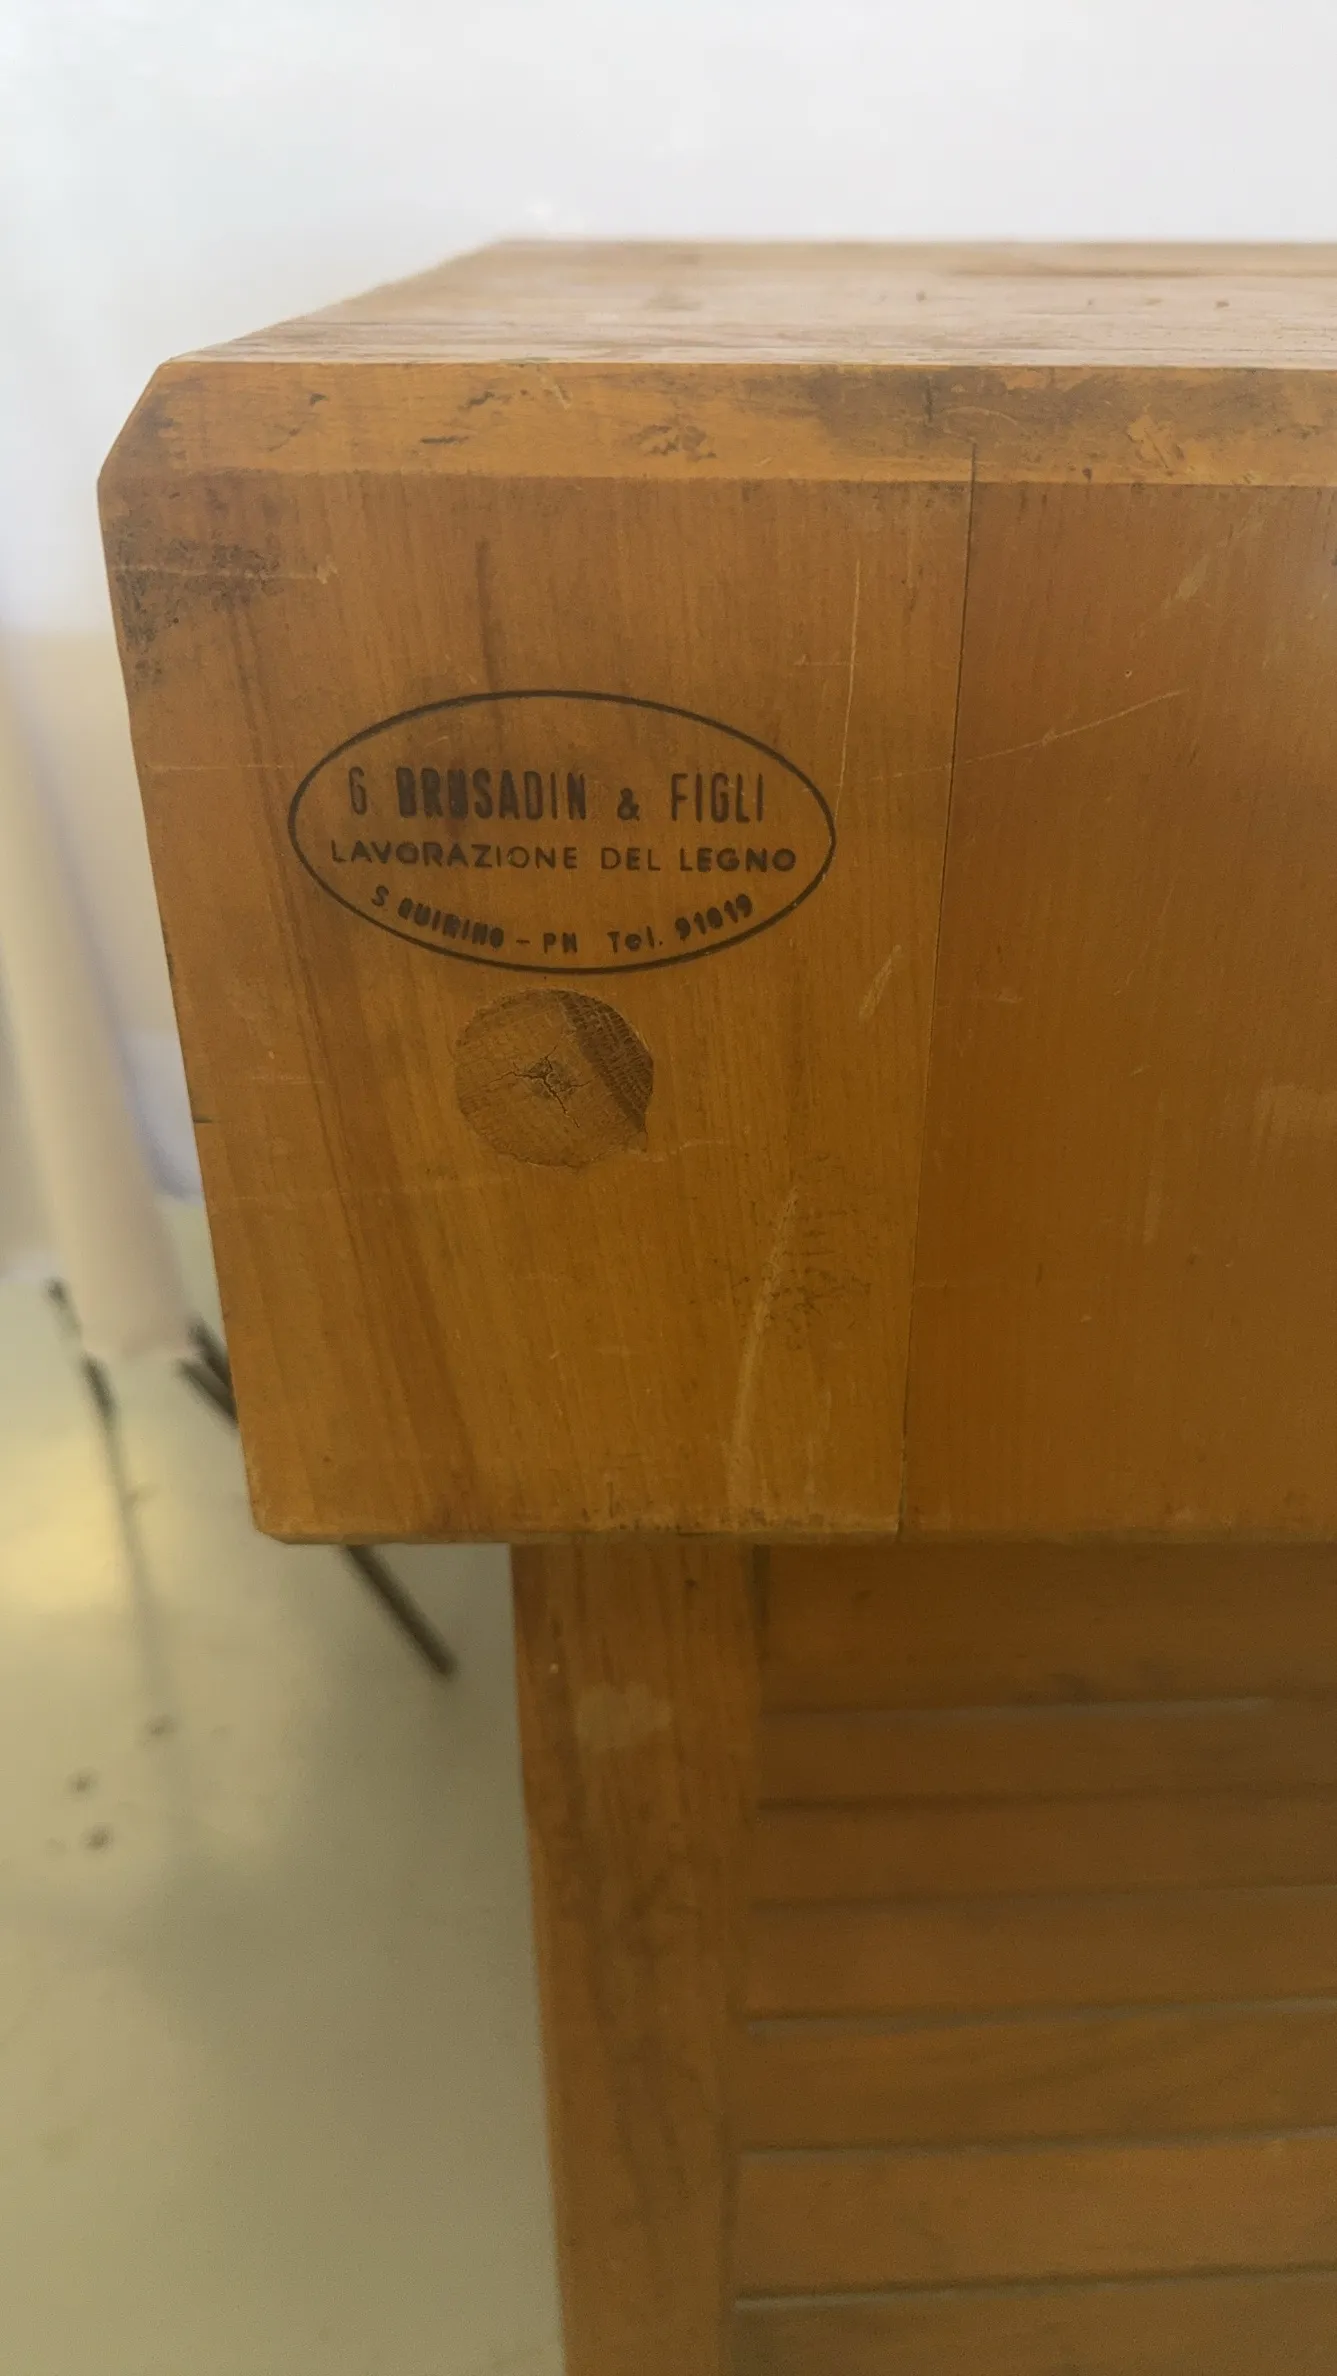 G BRUSADIN & FIGLI
LAVORAZIONE DEL LEGNO
S. QUIRINO - PN Tel. 91019